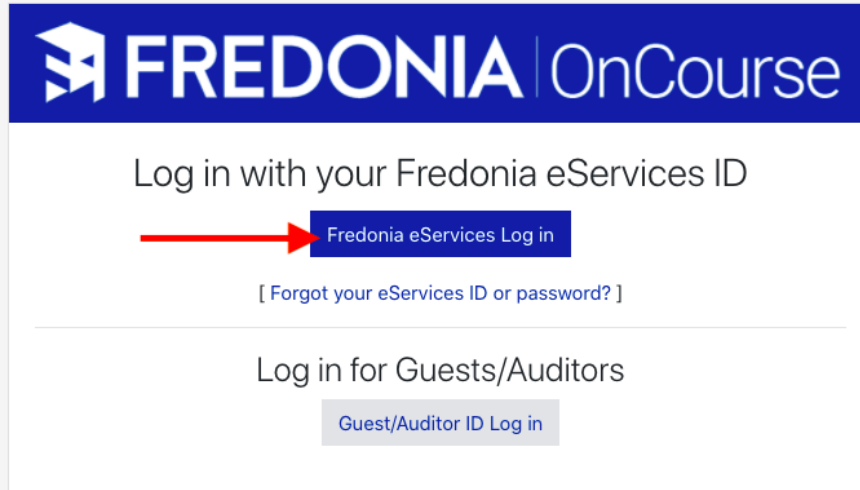 FREDONIA | OnCourse
Log in with your Fredonia eServices ID
Fredonia eServices Log in
[ Forgot your eServices ID or password? ]
Log in for Guests/Auditors
Guest/Auditor ID Log in